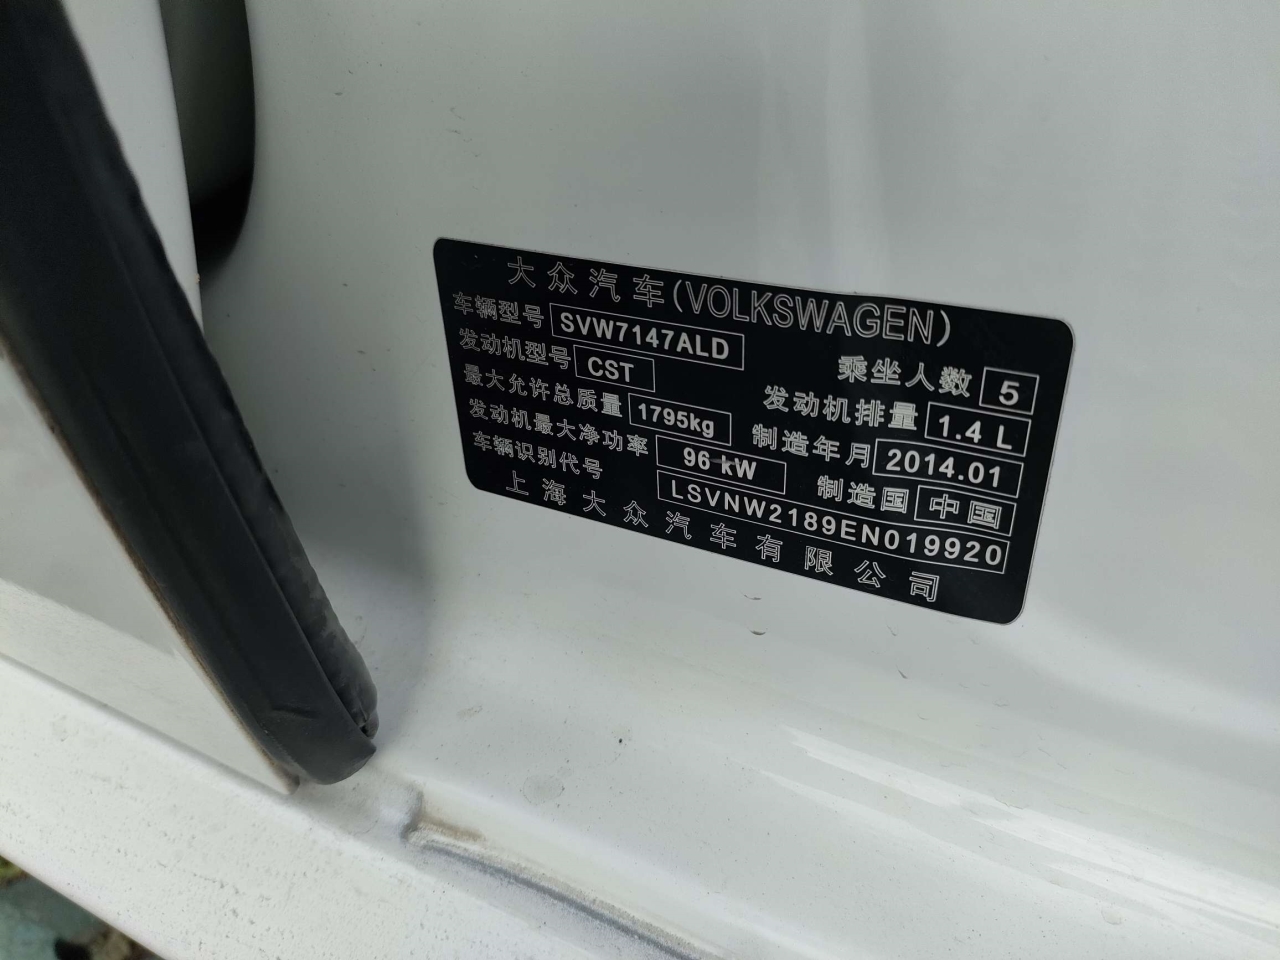 大众汽车(VOLKSWAGEN)
车辆型号 SVW7147ALD 乘坐人数 5
发动机型号 CST 发动机排量 1.4 L
最大允许总质量 1795kg 制造年月 2014.01
发动机最大净功率 96 kW 制造国 中国
车辆识别代号 LSVNW2189EN019920
上海大众汽车有限公司